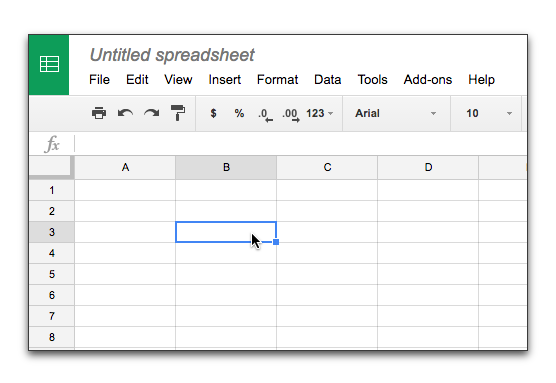 Untitled spreadsheet
File Edit View Insert Format Data Tools Add-ons Help
$ % .0 .00 123 Arial 10
fx
A B C D
1
2
3
4
5
6
7
8